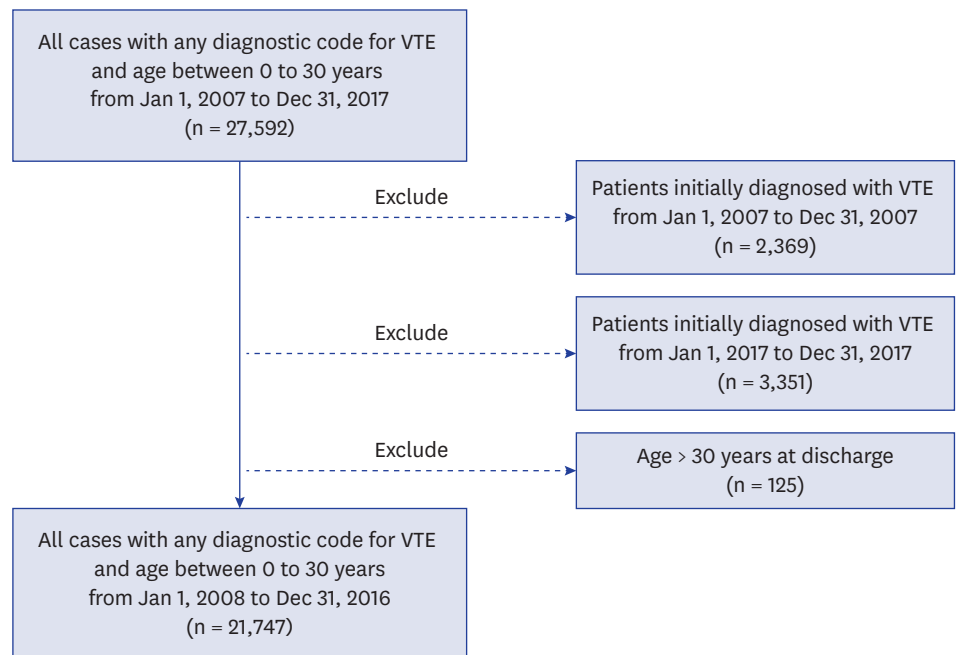 All cases with any diagnostic code for VTE
and age between 0 to 30 years
from Jan 1, 2007 to Dec 31, 2017
(n = 27,592)
Exclude
Patients initially diagnosed with VTE
from Jan 1, 2007 to Dec 31, 2007
(n = 2,369)
Exclude
Patients initially diagnosed with VTE
from Jan 1, 2017 to Dec 31, 2017
(n = 3,351)
Exclude
Age > 30 years at discharge
(n = 125)
All cases with any diagnostic code for VTE
and age between 0 to 30 years
from Jan 1, 2008 to Dec 31, 2016
(n = 21,747)